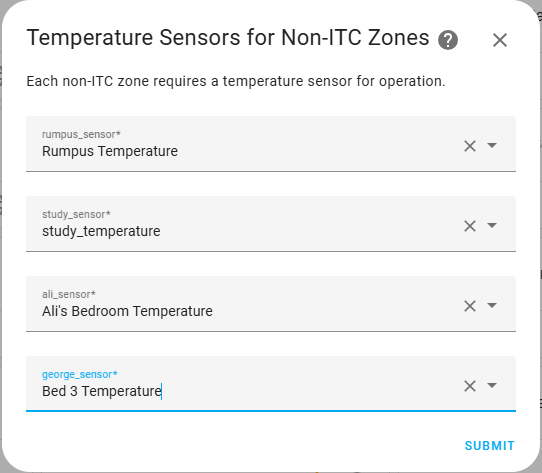 Temperature Sensors for Non-ITC Zones ?
Each non-ITC zone requires a temperature sensor for operation.
rumpus_sensor*
Rumpus Temperature
study_sensor*
study_temperature
ali_sensor*
Ali's Bedroom Temperature
george_sensor*
Bed 3 Temperature
SUBMIT